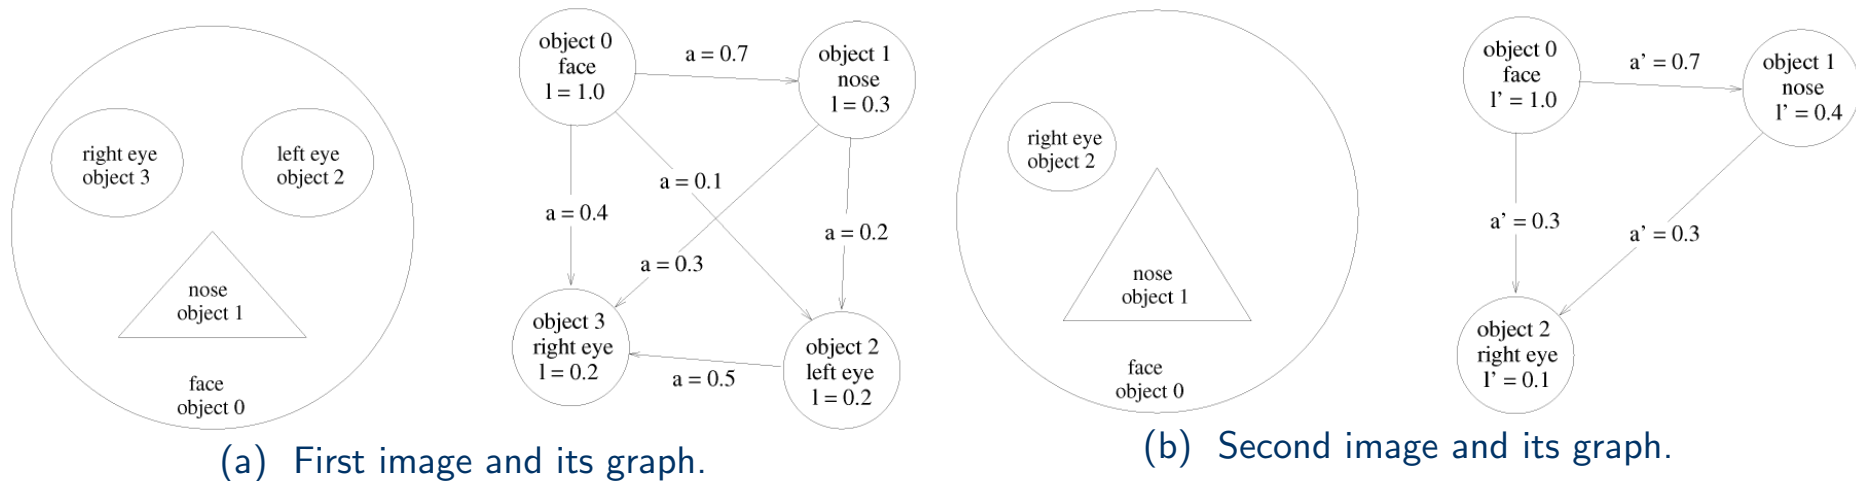 right eye
object 3
left eye
object 2
nose
object 1
face
object 0
object 0
face
l = 1.0
a = 0.7
object 1
nose
l = 0.3
a = 0.1
a = 0.4
a = 0.2
a = 0.3
object 3
right eye
l = 0.2
a = 0.5
object 2
left eye
l = 0.2
(a) First image and its graph.
right eye
object 2
nose
object 1
face
object 0
object 0
face
l' = 1.0
a' = 0.7
object 1
nose
l' = 0.4
a' = 0.3
a' = 0.3
object 2
right eye
l' = 0.1
(b) Second image and its graph.